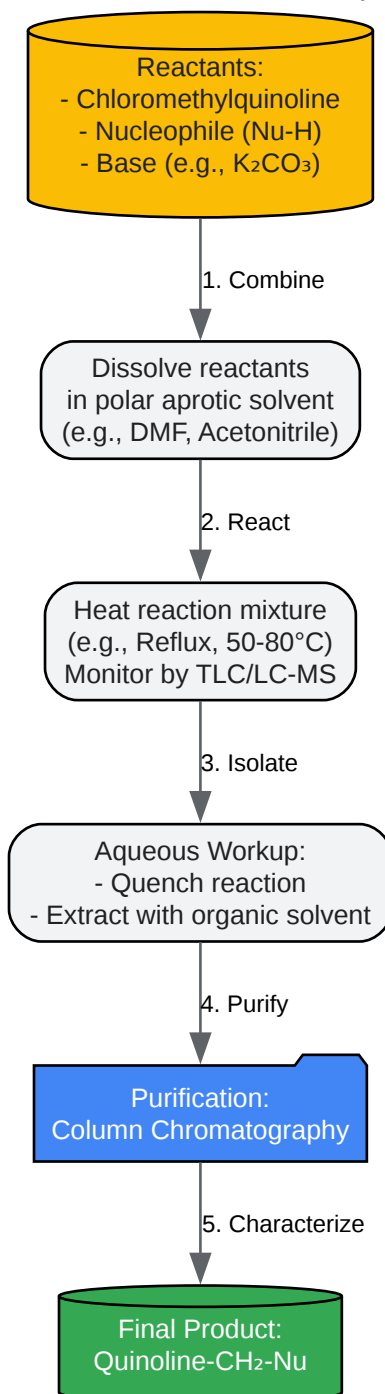 Reactants:
- Chloromethylquinoline
- Nucleophile (Nu-H)
- Base (e.g., K₂CO₃)
1. Combine
Dissolve reactants
in polar aprotic solvent
(e.g., DMF, Acetonitrile)
2. React
Heat reaction mixture
(e.g., Reflux, 50-80°C)
Monitor by TLC/LC-MS
3. Isolate
Aqueous Workup:
- Quench reaction
- Extract with organic solvent
4. Purify
Purification:
Column Chromatography
5. Characterize
Final Product:
Quinoline-CH₂-Nu